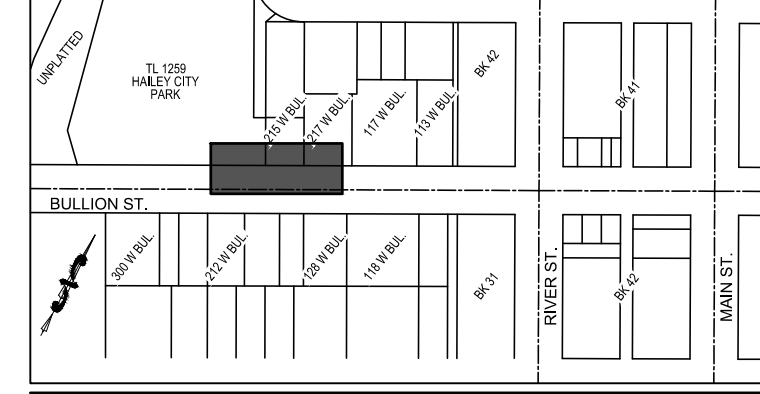 UNPLATTED
TL 1259
HAILEY CITY
PARK
215 W BUL.
217 W BUL.
117 W BUL.
113 W BUL.
BK 42
BK 41
BULLION ST.
300 W BUL.
212 W BUL.
128 W BUL.
118 W BUL.
BK 31
RIVER ST.
BK 42
MAIN ST.